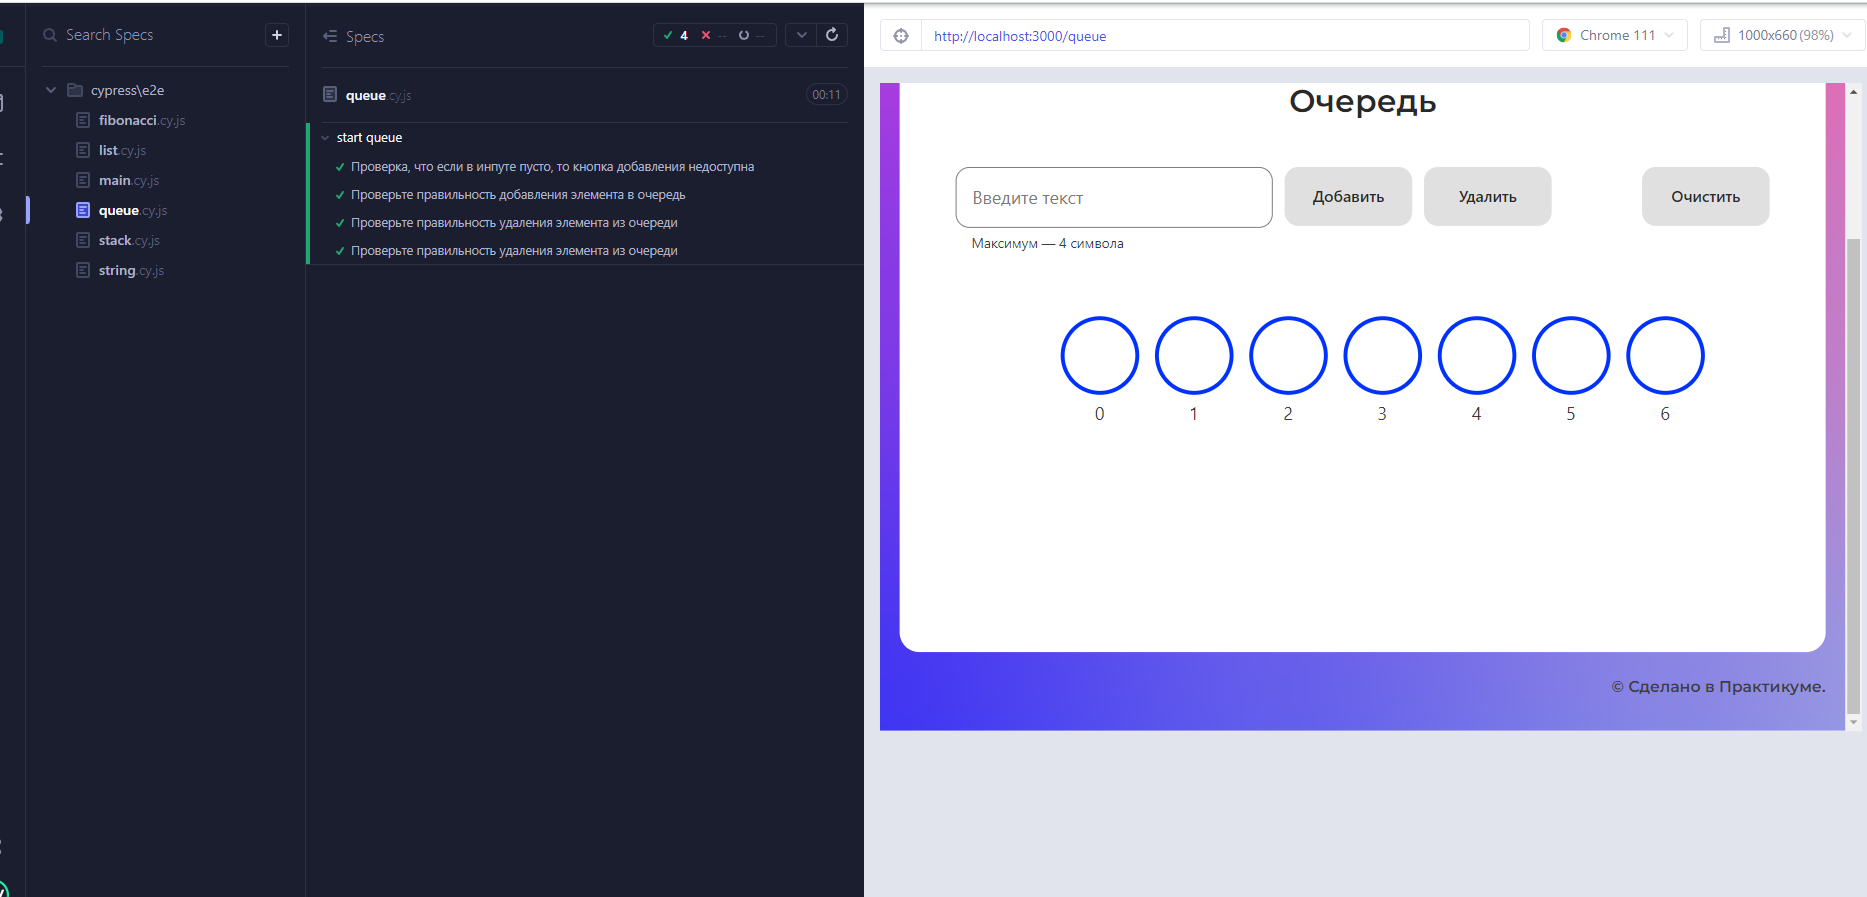 Search Specs
+
cypress\e2e
fibonacci.cy.js
list.cy.js
main.cy.js
queue.cy.js
stack.cy.js
string.cy.js
Specs
4 -- --
queue.cy.js 00:11
start queue
Проверка, что если в инпуте пусто, то кнопка добавления недоступна
Проверьте правильность добавления элемента в очередь
Проверьте правильность удаления элемента из очереди
Проверьте правильность удаления элемента из очереди
http://localhost:3000/queue
Chrome 111
1000x660 (98%)
Очередь
Введите текст
Добавить
Удалить
Очистить
Максимум — 4 символа
0 1 2 3 4 5 6
© Сделано в Практикуме.